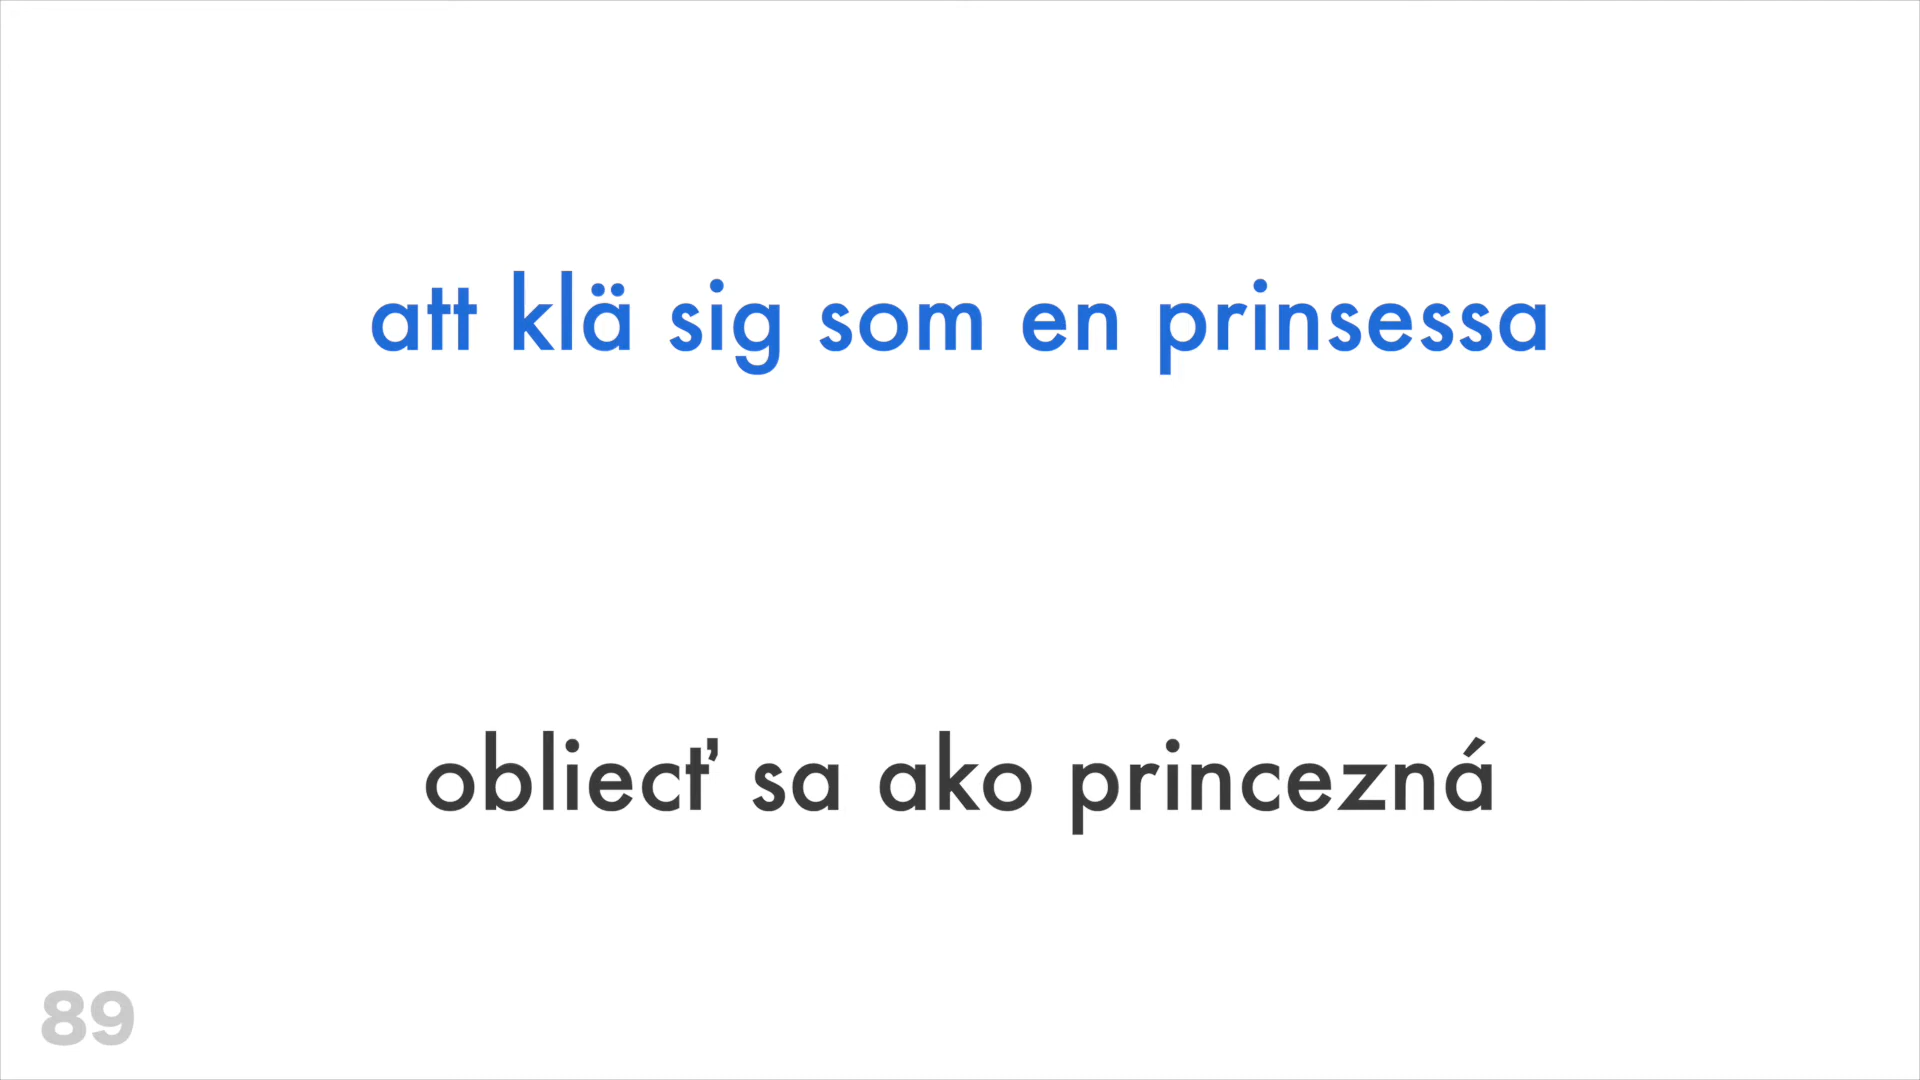 att klä sig som en prinsessa
obliecť sa ako princezná
89